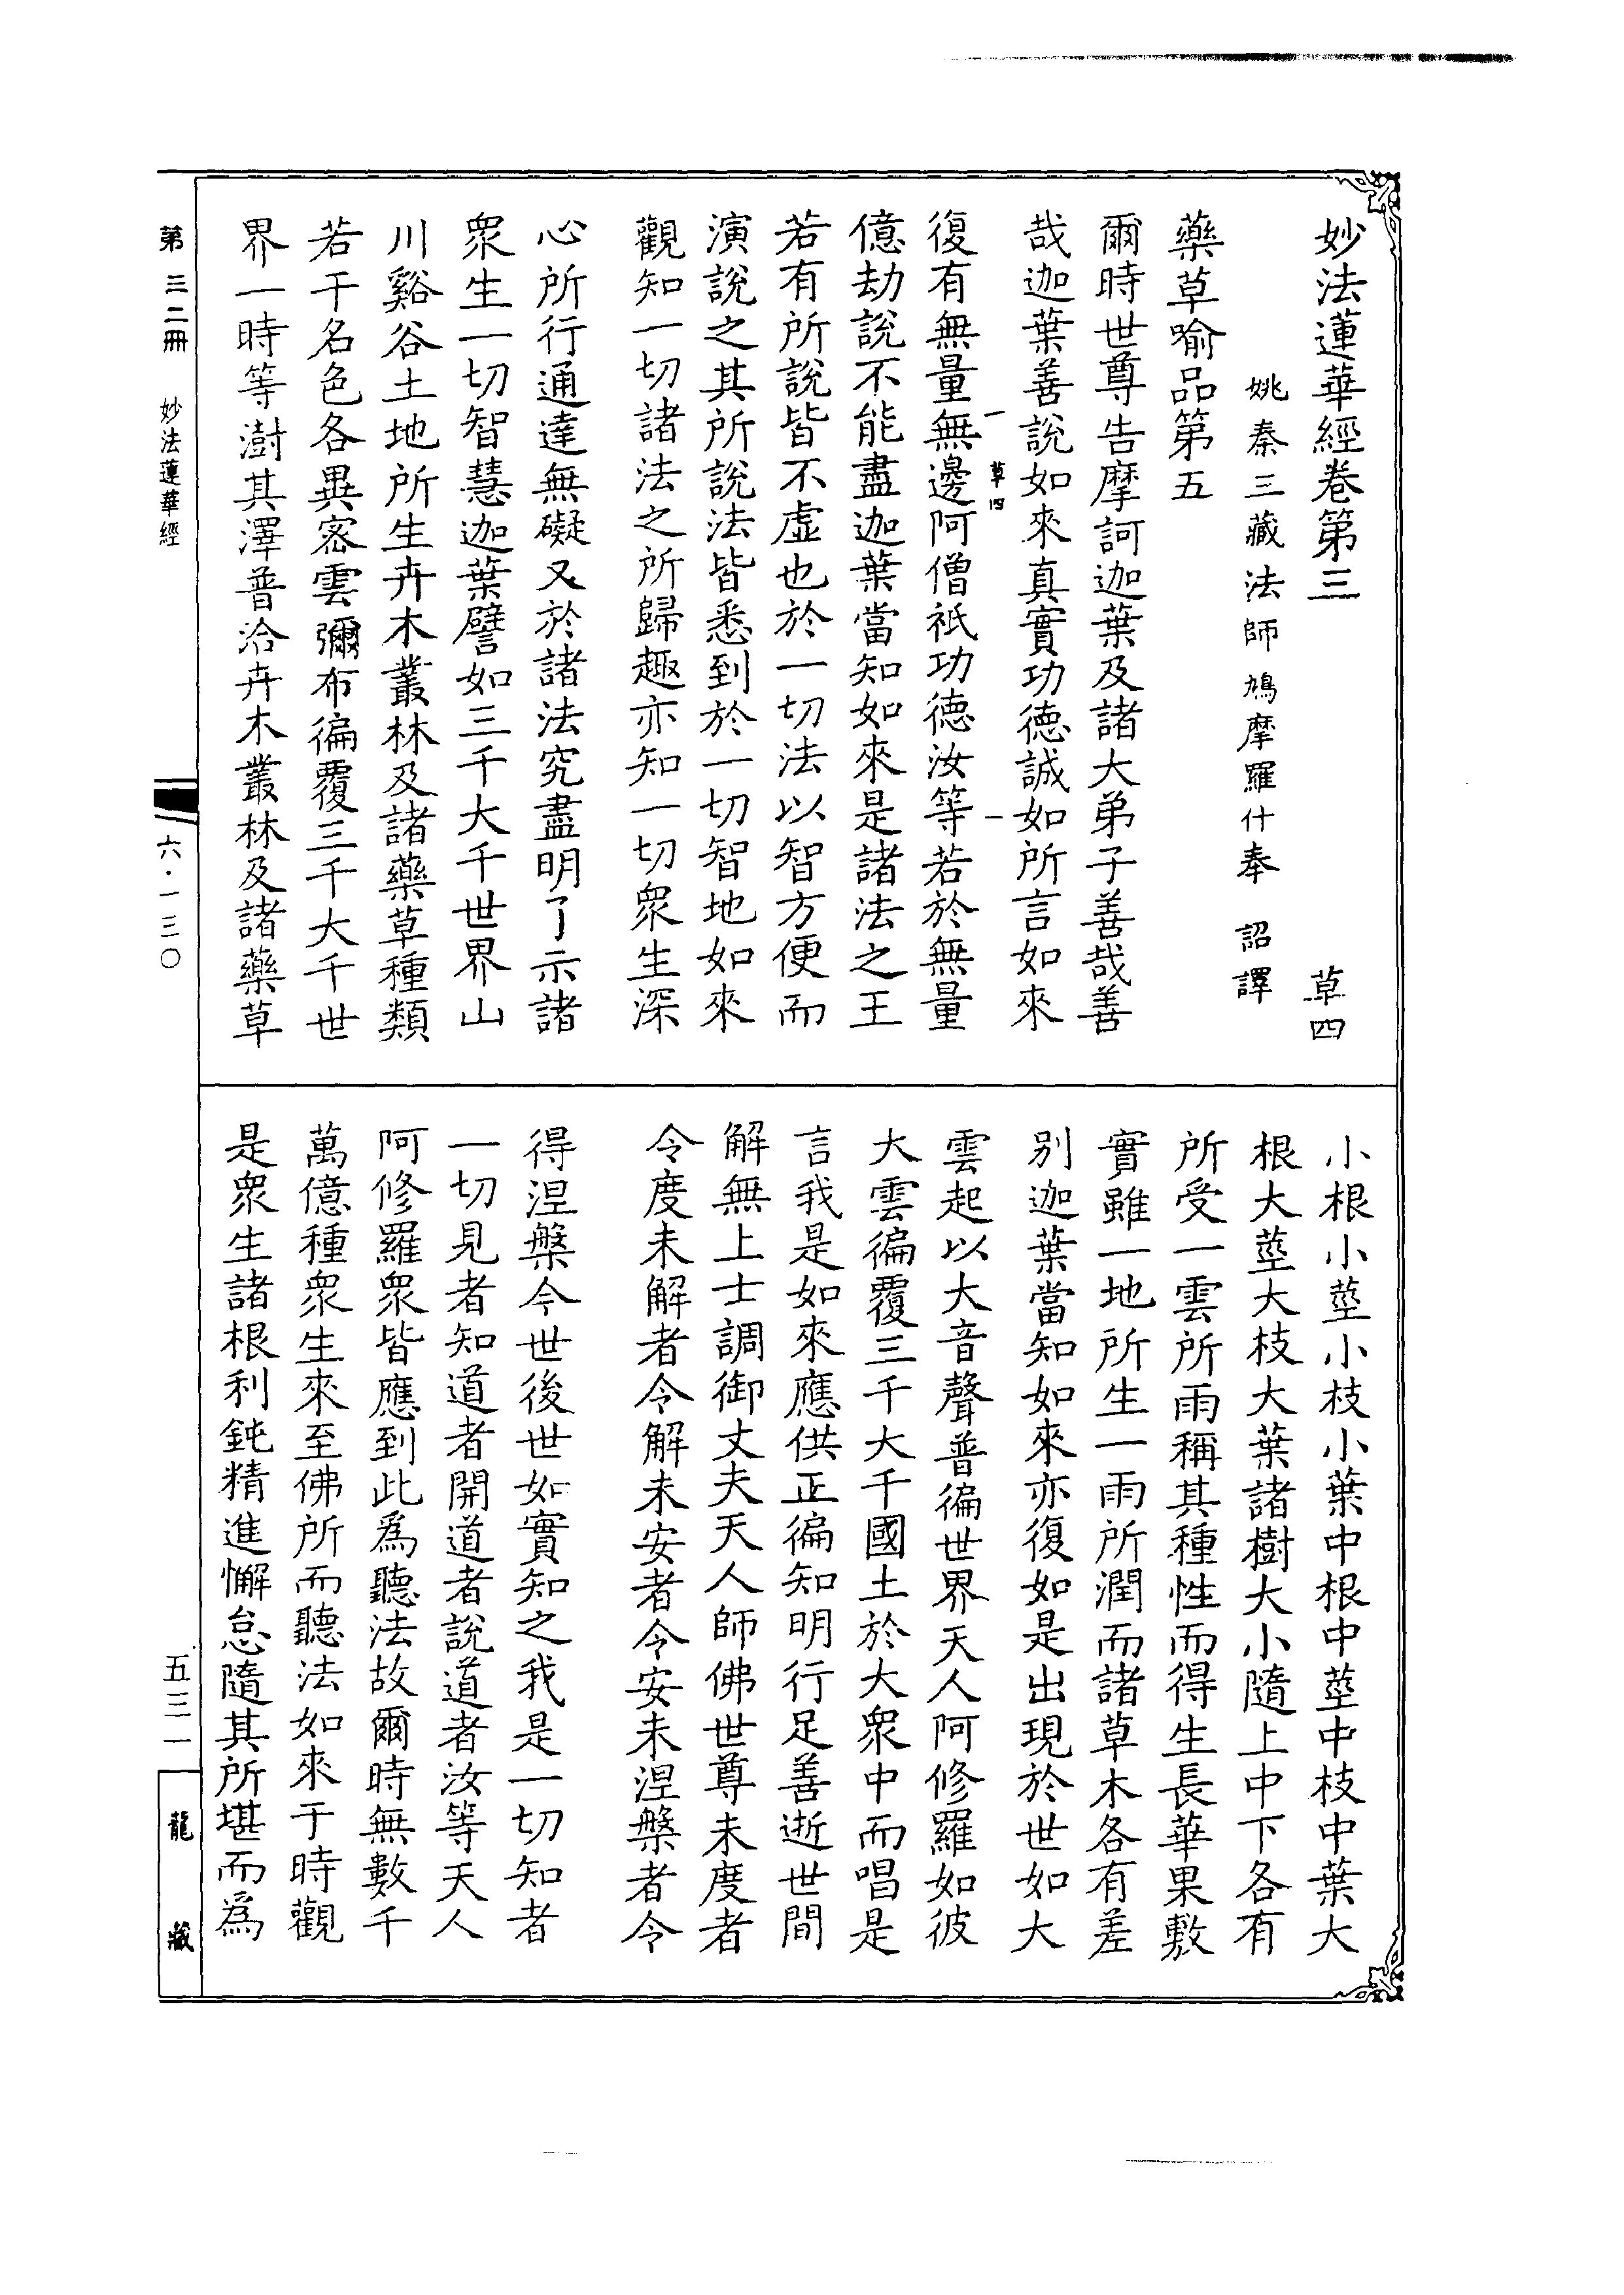 妙法蓮華經卷第三　草四
姚秦三藏法師鳩摩羅什奉　詔譯
藥草喻品第五
爾時世尊告摩訶迦葉及諸大弟子善哉善
哉迦葉善說如來真實功德誠如所言如來
一　草四　一
復有無量無邊阿僧祇功德汝等若於無量
億劫說不能盡迦葉當知如來是諸法之王
若有所說皆不虛也於一切法以智方便而
演說之其所說法皆悉到於一切智地如來
觀知一切諸法之所歸趣亦知一切眾生深
心所行通達無礙又於諸法究盡明了示諸
眾生一切智慧迦葉譬如三千大千世界山
川谿谷土地所生卉木叢林及諸藥草種類
若干名色各異密雲彌布徧覆三千大千世
界一時等澍其澤普洽卉木叢林及諸藥草
小根小莖小枝小葉中根中莖中枝中葉大
根大莖大枝大葉諸樹大小隨上中下各有
所受一雲所雨稱其種性而得生長華果敷
實雖一地所生一雨所潤而諸草木各有差
別迦葉當知如來亦復如是出現於世如大
雲起以大音聲普徧世界天人阿修羅如彼
大雲徧覆三千大千國土於大眾中而唱是
言我是如來應供正徧知明行足善逝世間
解無上士調御丈夫天人師佛世尊未度者
令度未解者令解未安者令安未涅槃者令
得涅槃今世後世如實知之我是一切知者
一切見者知道者開道者說道者汝等天人
阿修羅眾皆應到此為聽法故爾時無數千
萬億種眾生來至佛所而聽法如來于時觀
是眾生諸根利鈍精進懈怠隨其所堪而為
第三二冊　妙法蓮華經　六・一三〇　五三一　龍藏